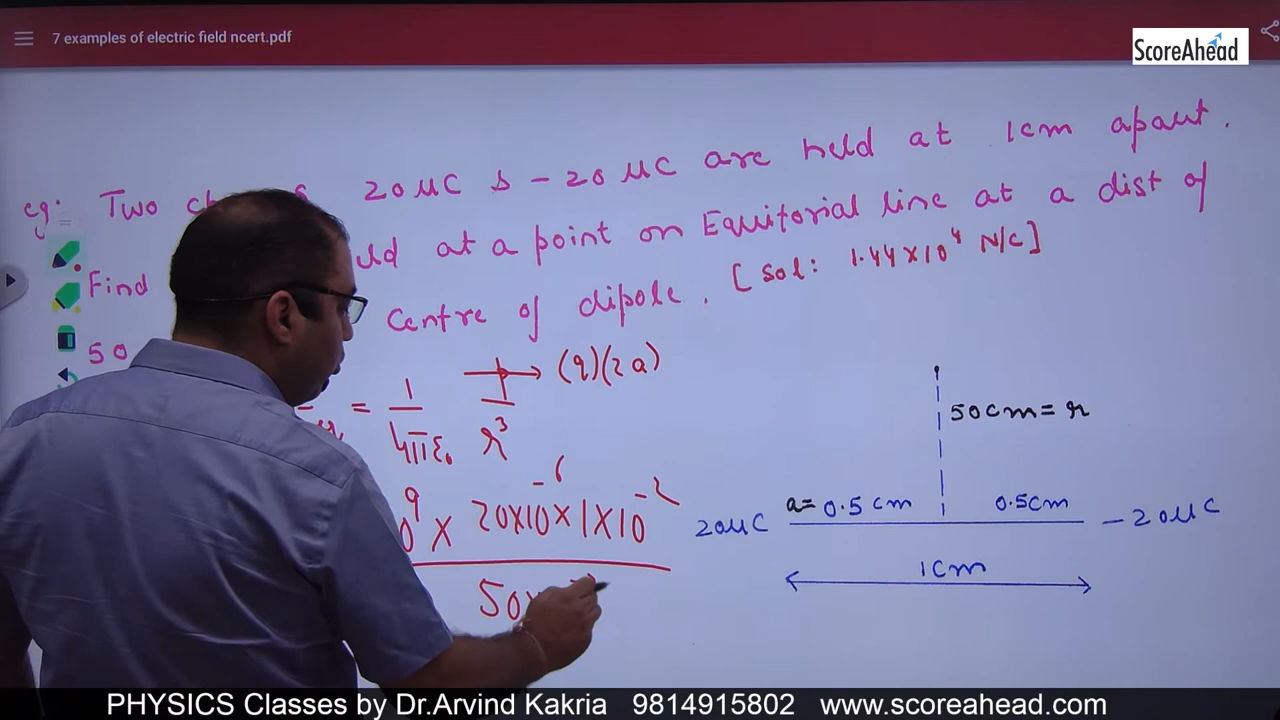 7 examples of electric field ncert.pdf
ScoreAhead
eg: Two 20 μC & - 20 μC are held at 1cm apart.
Find at a point on Equitorial line at a dist of
50 Centre of dipole. [Sol: 1.44×10⁴ N/C]
= 1/4πε₀ p/r³ → (q)(2a)
0⁹ × 20×10⁻⁶×1×10⁻²
50×
50cm = r
a= 0.5 cm 0.5cm
20μC - 20μC
1cm
PHYSICS Classes by Dr.Arvind Kakria 9814915802 www.scoreahead.com